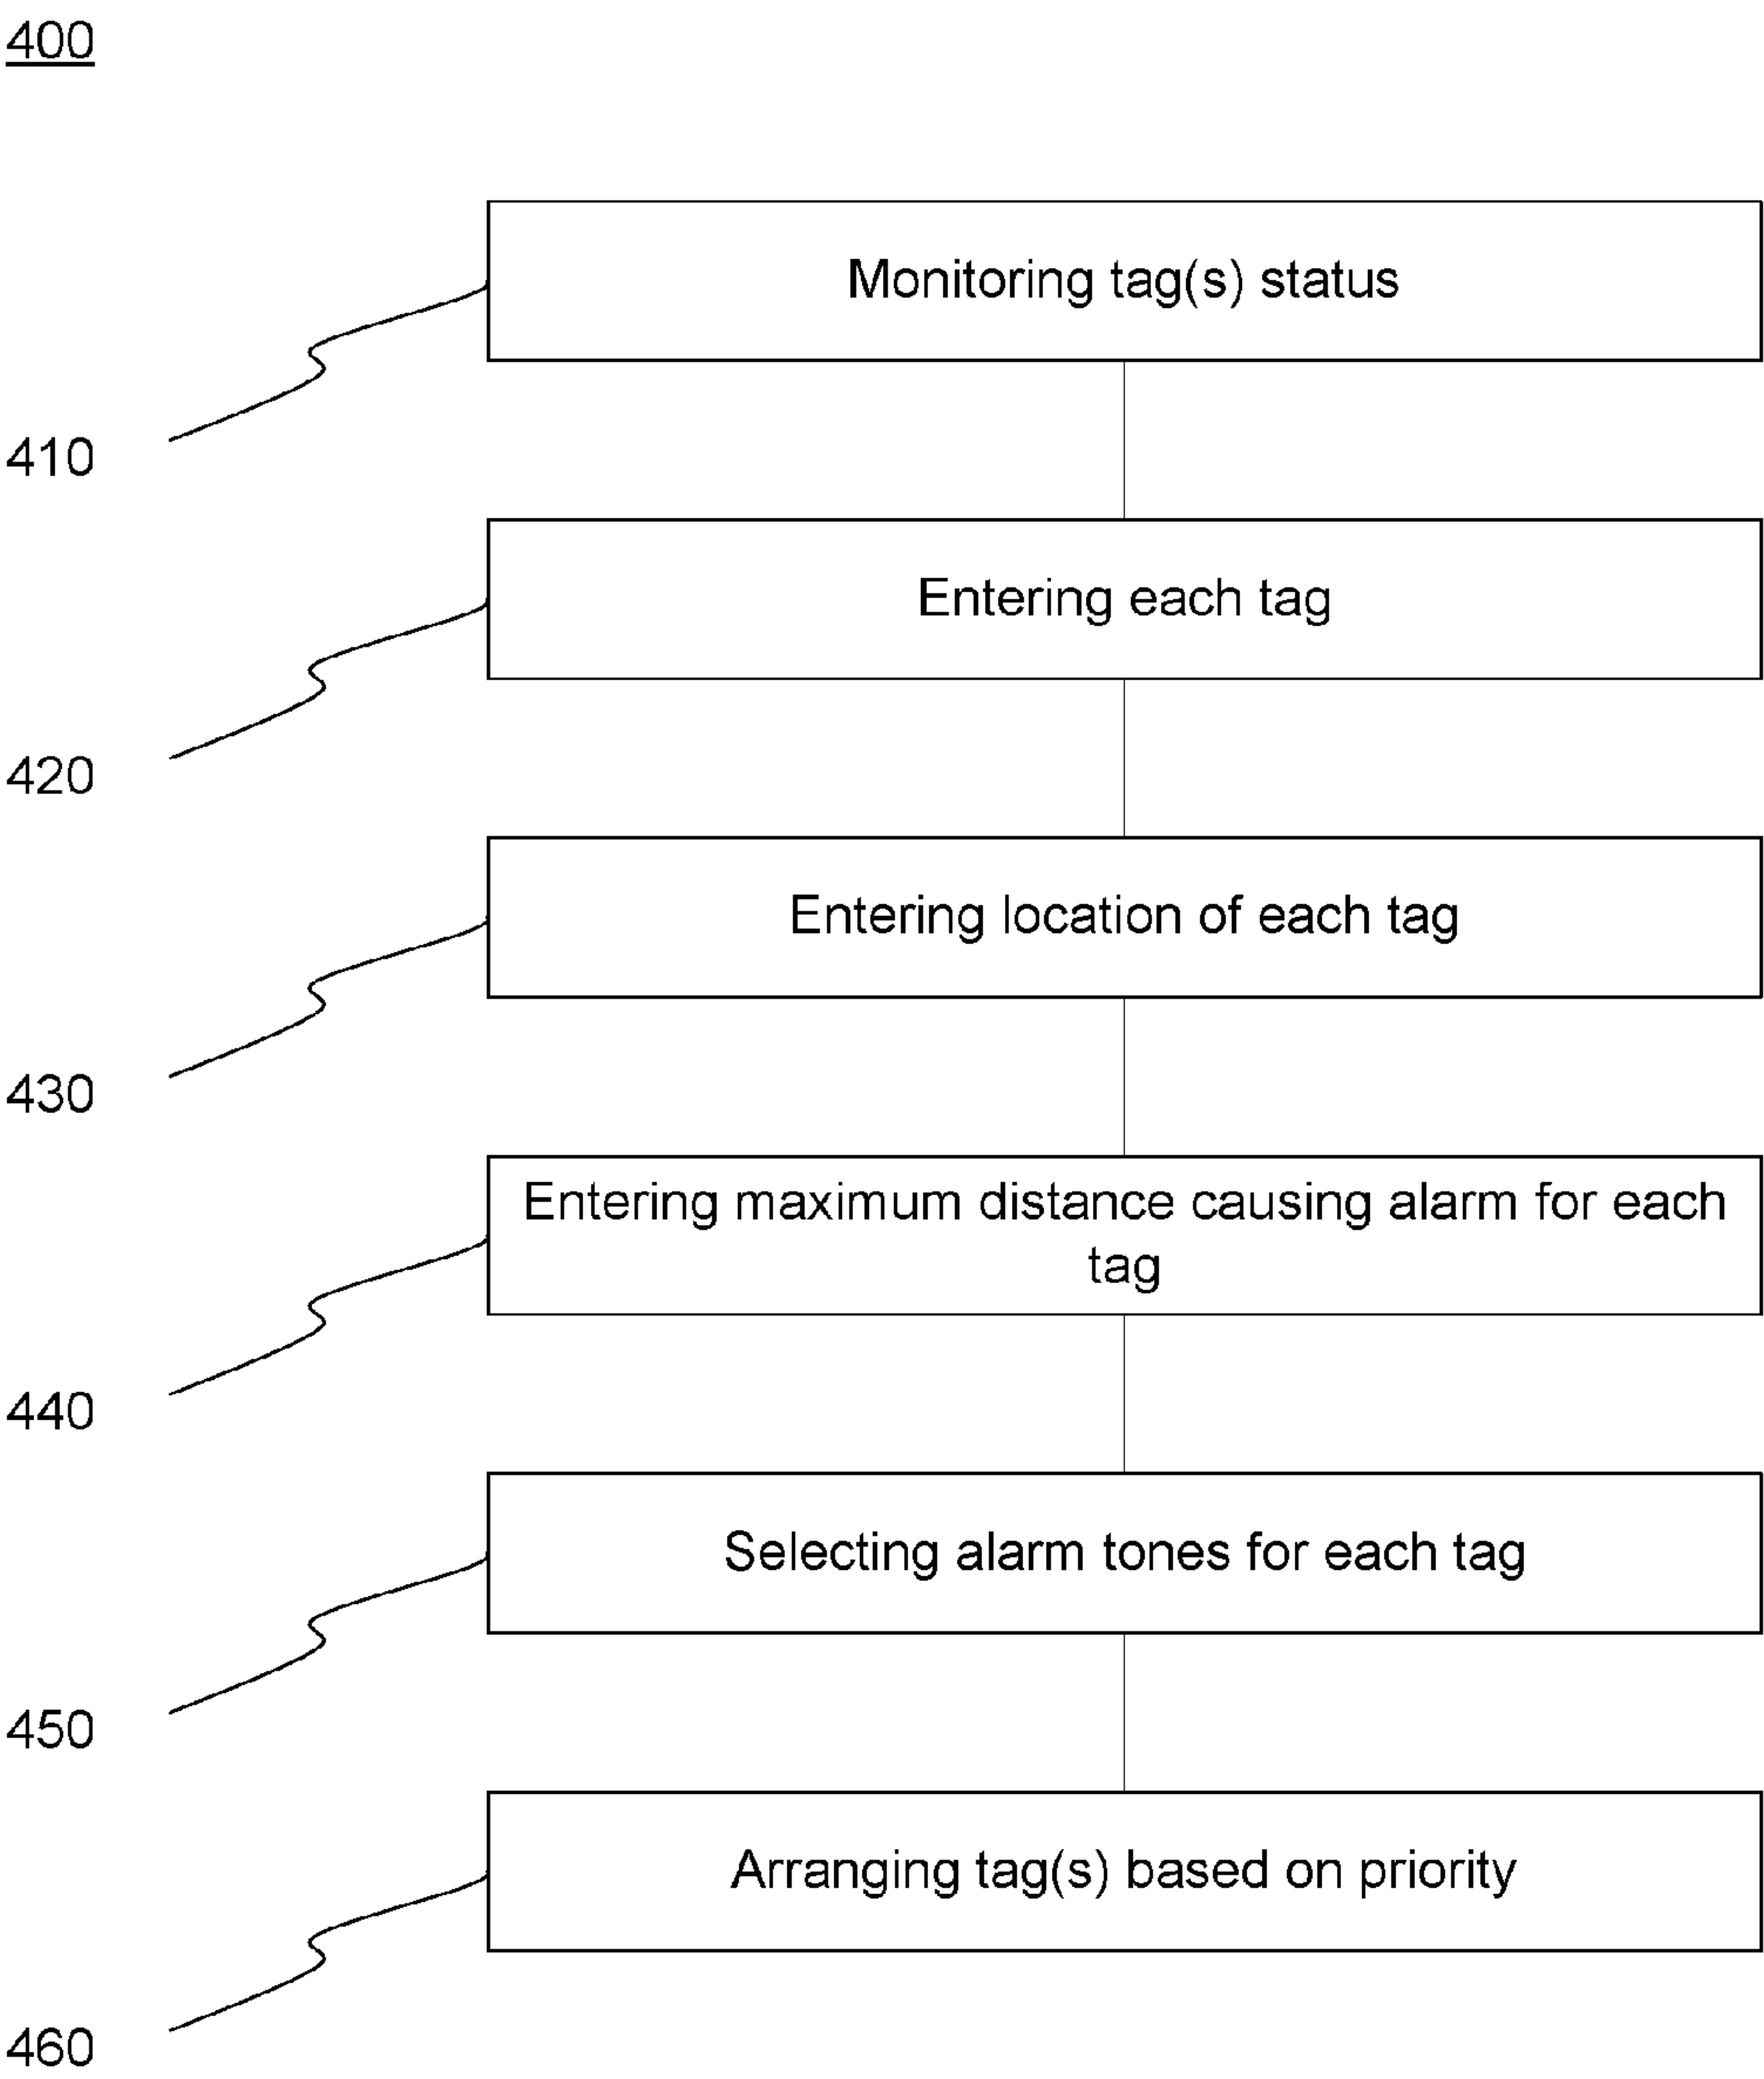 400
Monitoring tag(s) status
410
Entering each tag
420
Entering location of each tag
430
Entering maximum distance causing alarm for each
tag
440
Selecting alarm tones for each tag
450
Arranging tag(s) based on priority
460